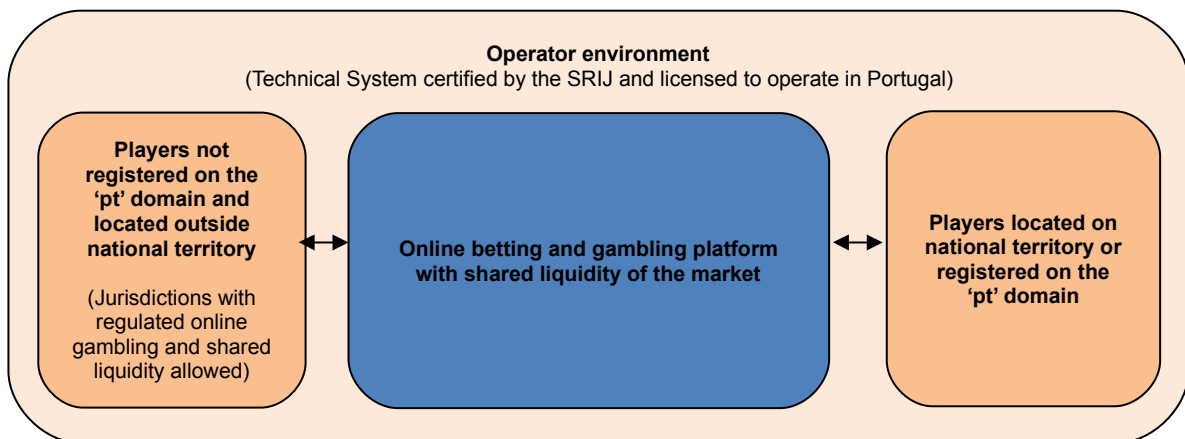 Operator environment
(Technical System certified by the SRIJ and licensed to operate in Portugal)
Players not
registered on the
‘pt’ domain and
located outside
national territory
(Jurisdictions with
regulated online
gambling and shared
liquidity allowed)
Online betting and gambling platform
with shared liquidity of the market
Players located on
national territory or
registered on the
‘pt’ domain